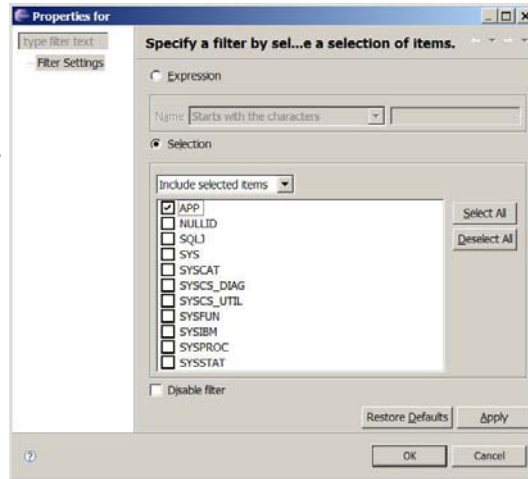 Properties for
type filter text
Filter Settings
Specify a filter by sel...e a selection of items.
Expression
Name Starts with the characters
Selection
Include selected items
APP
NULLID
SQLJ
SYS
SYSCAT
SYSCS_DIAG
SYSCS_UTIL
SYSFUN
SYSIBM
SYSPROC
SYSSTAT
Select All
Deselect All
Disable filter
Restore Defaults
Apply
OK
Cancel